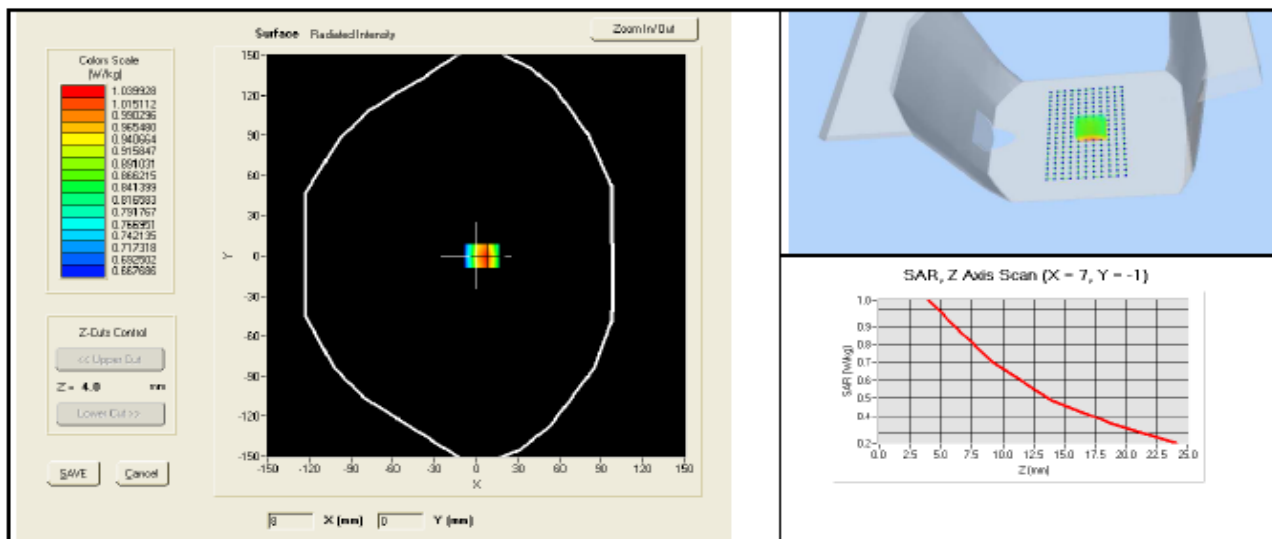 Surface Radiated Intensity
Zoom In/Out
Colors Scale
[W/kg]
1.039928
1.015112
0.990296
0.965480
0.940664
0.915847
0.891031
0.866215
0.841399
0.816583
0.791767
0.766951
0.742135
0.717318
0.692502
0.667686
Z-Cuts Control
<< Upper Cut
Z = 4.0 mm
Lower Cut >>
SAVE Cancel
150
120
90
60
30
0
-30
-60
-90
-120
-150
Y
-150 -120 -90 -60 -30 0 30 60 90 120 150
X
8 X (mm) 0 Y (mm)
SAR, Z Axis Scan (X = 7, Y = -1)
SAR [W/kg]
1.0
0.9
0.8
0.7
0.6
0.5
0.4
0.2
0.0 2.5 5.0 7.5 10.0 12.5 15.0 17.5 20.0 22.5 25.0
Z (mm)